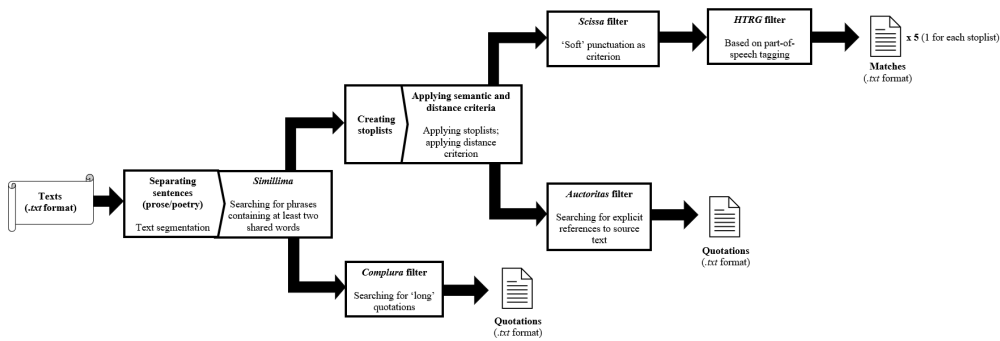 Texts
(.txt format)
Separating
sentences
(prose/poetry)
Text segmentation
Simillima
Searching for phrases
containing at least two
shared words
Creating
stoplists
Applying semantic and
distance criteria
Applying stoplists;
applying distance
criterion
Scissa filter
‘Soft’ punctuation as
criterion
HTRG filter
Based on part-of-
speech tagging
x 5 (1 for each stoplist)
Matches
(.txt format)
Auctoritas filter
Searching for explicit
references to source
text
Quotations
(.txt format)
Complura filter
Searching for ‘long’
quotations
Quotations
(.txt format)